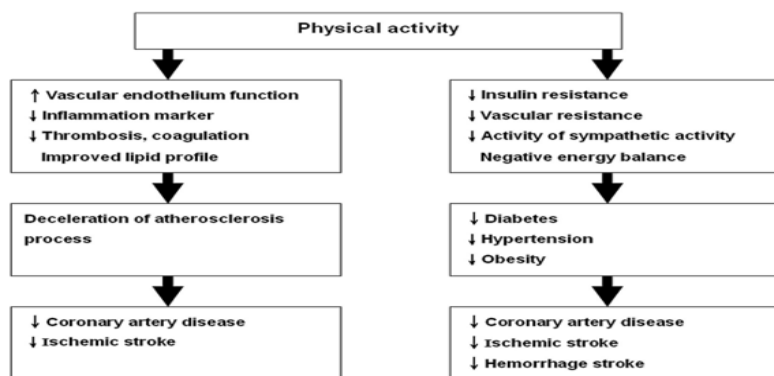 Physical activity
↑ Vascular endothelium function
↓ Inflammation marker
↓ Thrombosis, coagulation
Improved lipid profile
↓ Insulin resistance
↓ Vascular resistance
↓ Activity of sympathetic activity
Negative energy balance
Deceleration of atherosclerosis
process
↓ Diabetes
↓ Hypertension
↓ Obesity
↓ Coronary artery disease
↓ Ischemic stroke
↓ Coronary artery disease
↓ Ischemic stroke
↓ Hemorrhage stroke